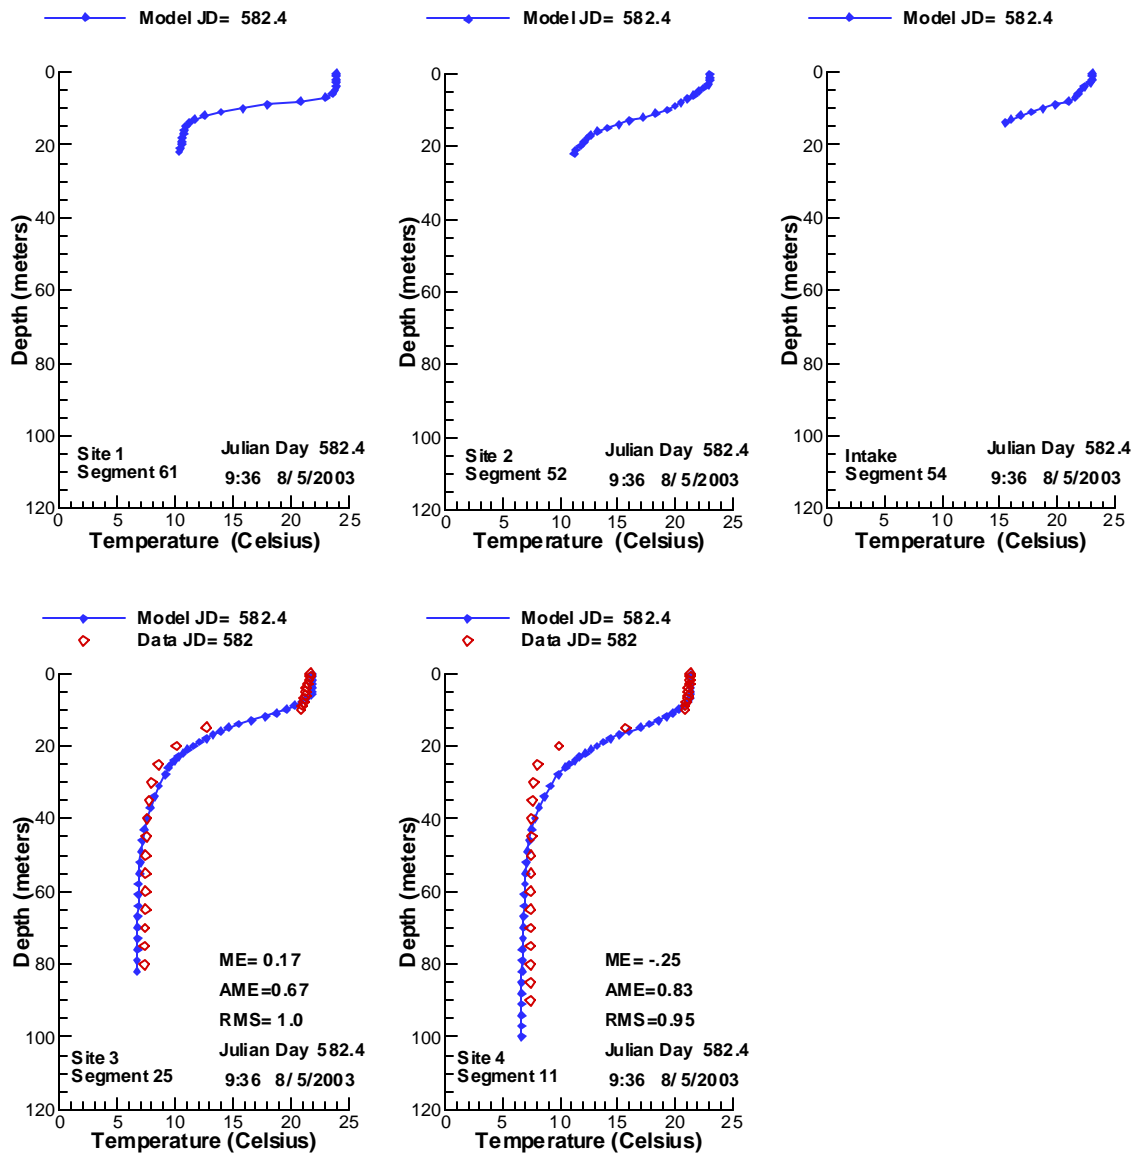 Model JD= 582.4
0
20
40
60
80
100
120
Depth (meters)
Site 1
Segment 61
Julian Day 582.4
9:36 8/ 5/2003
0 5 10 15 20 25
Temperature (Celsius)
Model JD= 582.4
0
20
40
60
80
100
120
Depth (meters)
Site 2
Segment 52
Julian Day 582.4
9:36 8/ 5/2003
0 5 10 15 20 25
Temperature (Celsius)
Model JD= 582.4
0
20
40
60
80
100
120
Depth (meters)
Intake
Segment 54
Julian Day 582.4
9:36 8/ 5/2003
0 5 10 15 20 25
Temperature (Celsius)
Model JD= 582.4
Data JD= 582
0
20
40
60
80
100
120
Depth (meters)
ME= 0.17
AME=0.67
RMS= 1.0
Site 3
Segment 25
Julian Day 582.4
9:36 8/ 5/2003
0 5 10 15 20 25
Temperature (Celsius)
Model JD= 582.4
Data JD= 582
0
20
40
60
80
100
120
Depth (meters)
ME= -.25
AME=0.83
RMS=0.95
Site 4
Segment 11
Julian Day 582.4
9:36 8/ 5/2003
0 5 10 15 20 25
Temperature (Celsius)